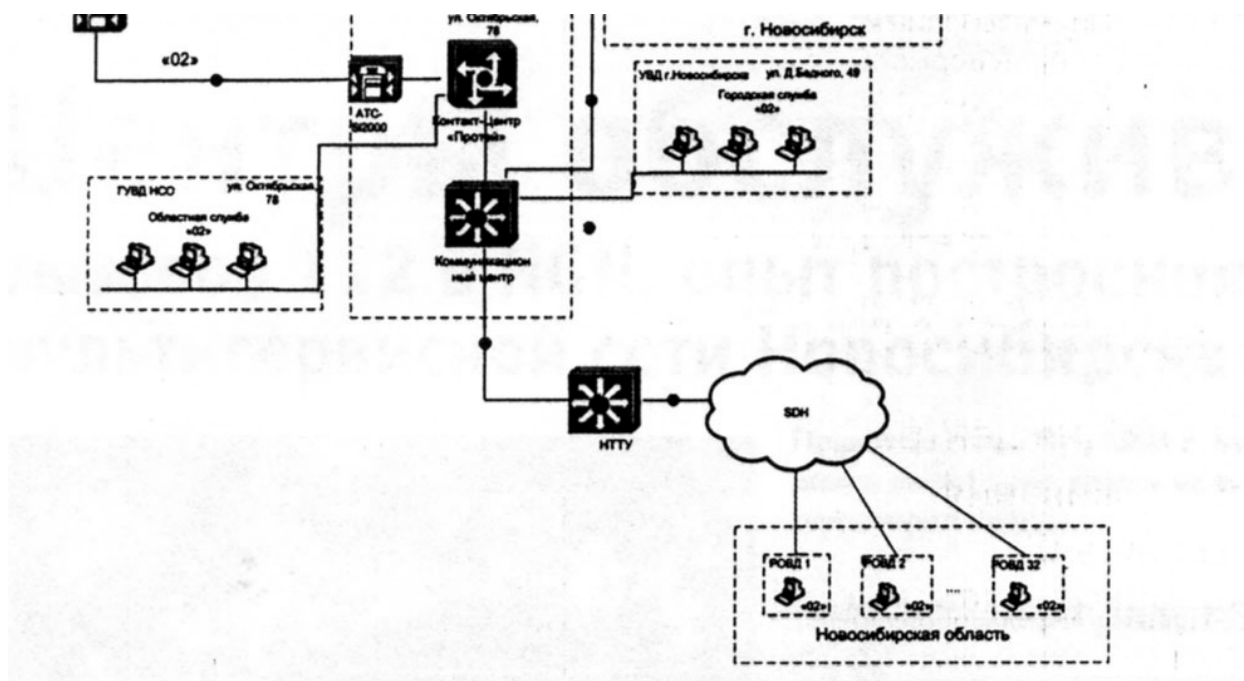 ул. Октябрьская,
78
г. Новосибирск
«02»
УВД г.Новосибирска ул. Д.Бедного, 49
Городская служба
«02»
АТС-
Контакт-центр
«Протей»
ГУВД НСО ул. Октябрьская,
78
Областная служба
«02»
Коммуникацион
ный центр
НТТУ
SDH
РОВД 1 РОВД 2 .... РОВД 32
«02» «02» «02»
Новосибирская область